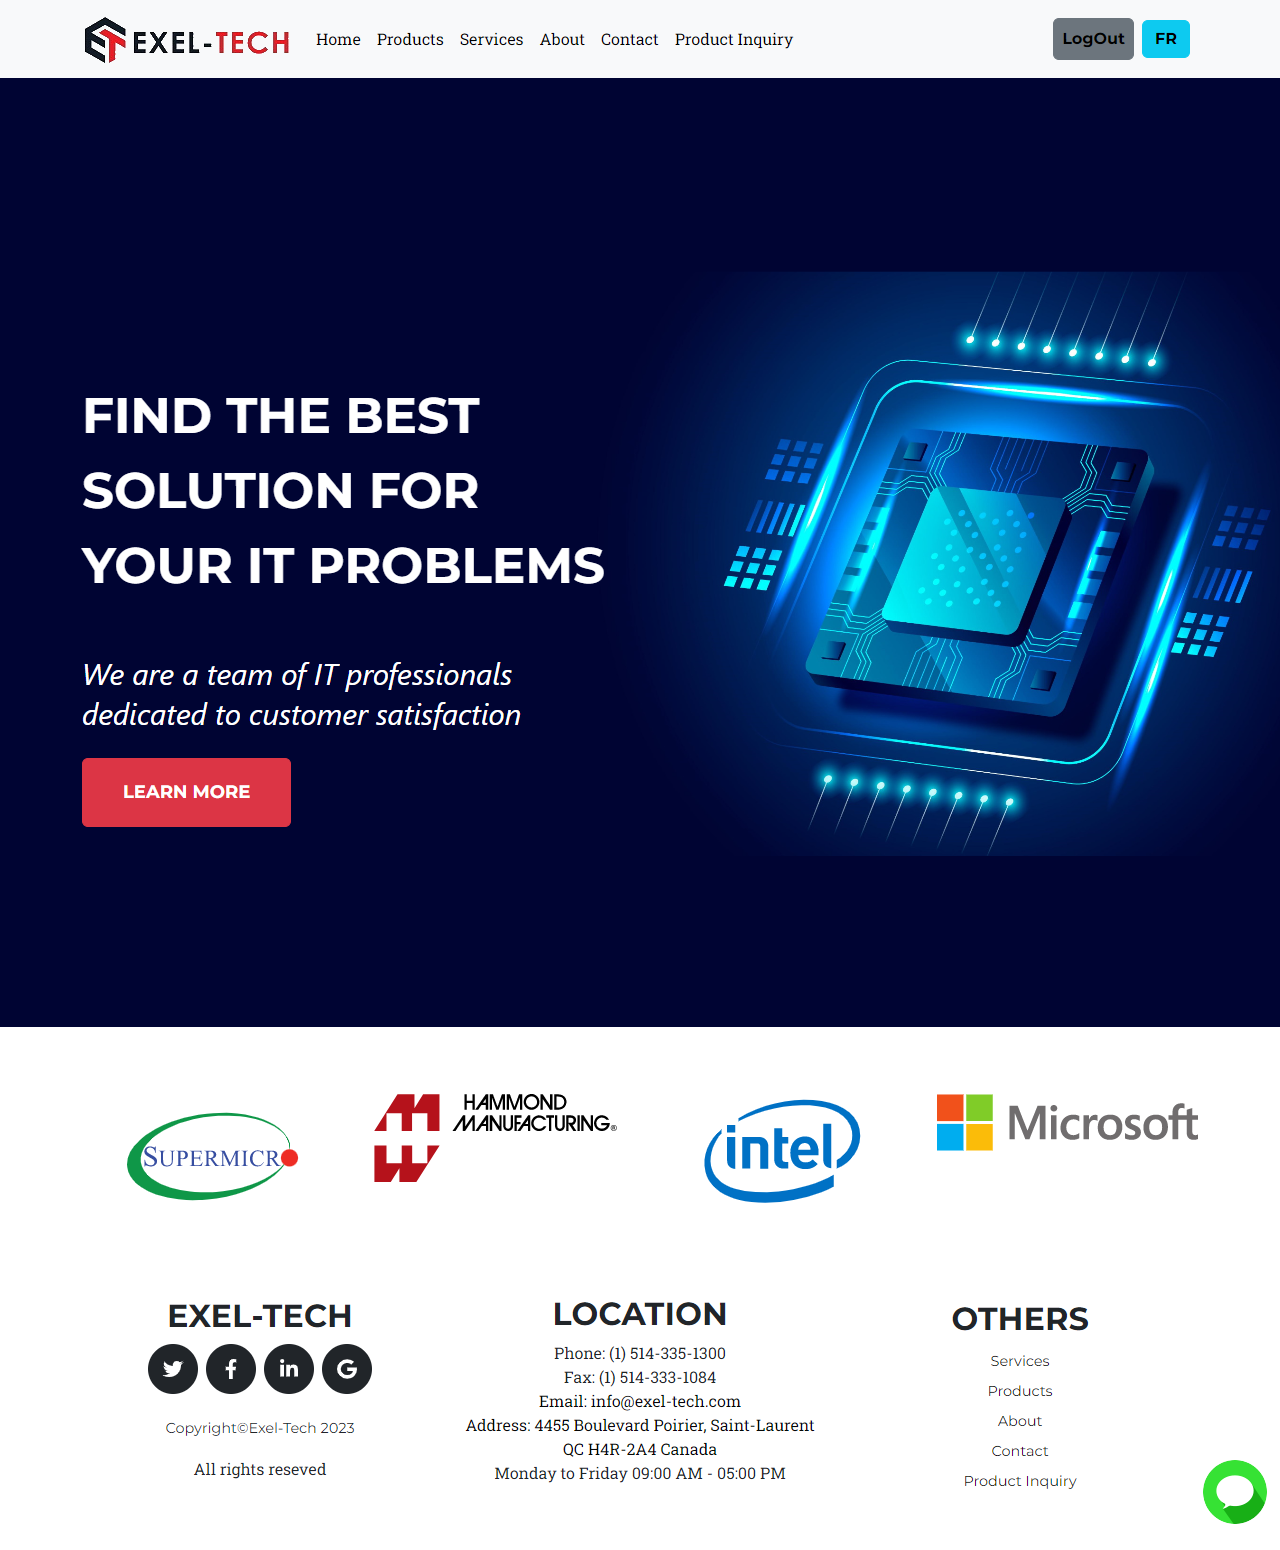 EXEL-TECH Home Products Services About Contact Product Inquiry LogOut FR
FIND THE BEST
SOLUTION FOR
YOUR IT PROBLEMS
We are a team of IT professionals
dedicated to customer satisfaction
LEARN MORE
SUPERMICR
HAMMOND
MANUFACTURING®
intel
Microsoft
EXEL-TECH
Copyright©Exel-Tech 2023
All rights reseved
LOCATION
Phone: (1) 514-335-1300
Fax: (1) 514-333-1084
Email: info@exel-tech.com
Address: 4455 Boulevard Poirier, Saint-Laurent
QC H4R-2A4 Canada
Monday to Friday 09:00 AM - 05:00 PM
OTHERS
Services
Products
About
Contact
Product Inquiry